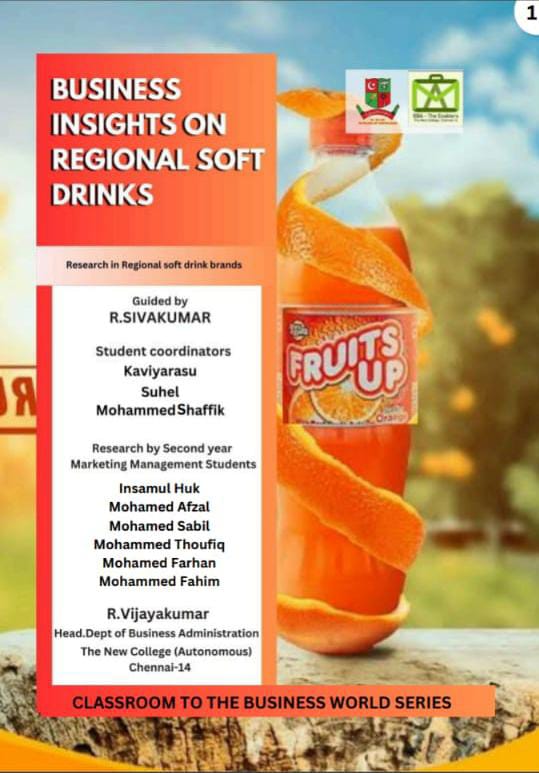 1
BUSINESS
INSIGHTS ON
REGIONAL SOFT
DRINKS
Research in Regional soft drink brands
Guided by
R.SIVAKUMAR
Student coordinators
Kaviyarasu
Suhel
Mohammed Shaffik
Research by Second year
Marketing Management Students
Insamul Huk
Mohamed Afzal
Mohamed Sabil
Mohammed Thoufiq
Mohamed Farhan
Mohammed Fahim
R.Vijayakumar
Head.Dept of Business Administration
The New College (Autonomous)
Chennai-14
CLASSROOM TO THE BUSINESS WORLD SERIES
FRUITS
UP
Orange